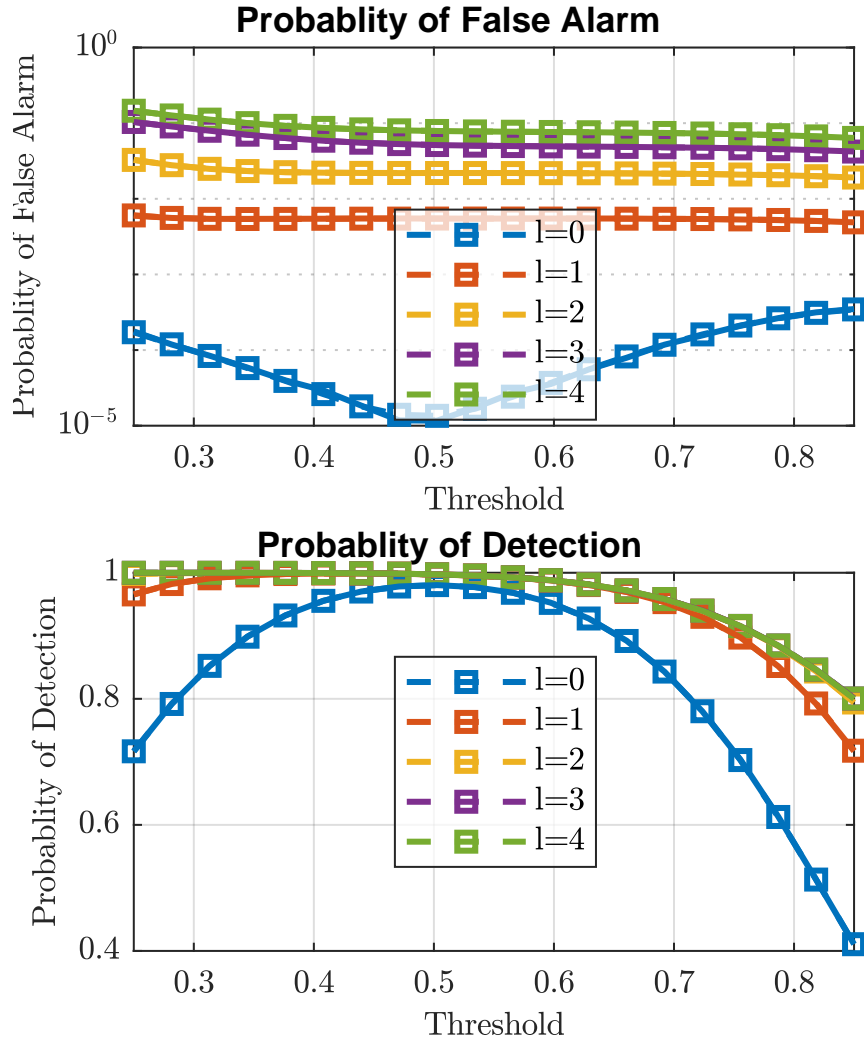 Probablity of False Alarm
Probablity of False Alarm
10^0
10^-5
l=0
l=1
l=2
l=3
l=4
0.3 0.4 0.5 0.6 0.7 0.8
Threshold
Probablity of Detection
Probablity of Detection
1
0.8
0.6
0.4
l=0
l=1
l=2
l=3
l=4
0.3 0.4 0.5 0.6 0.7 0.8
Threshold